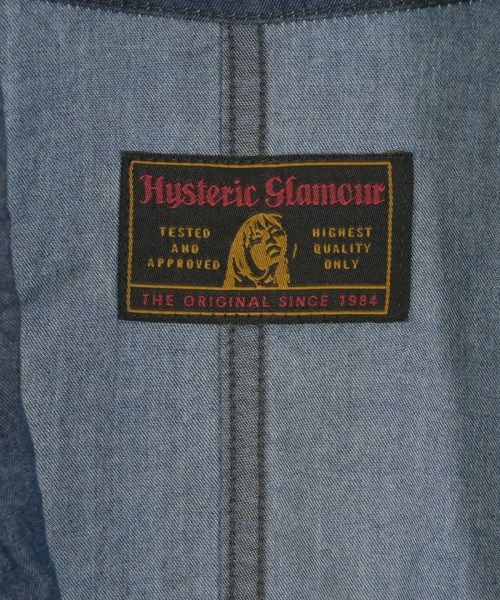 Hysteric Glamour
TESTED
AND
APPROVED
HIGHEST
QUALITY
ONLY
THE ORIGINAL SINCE 1984